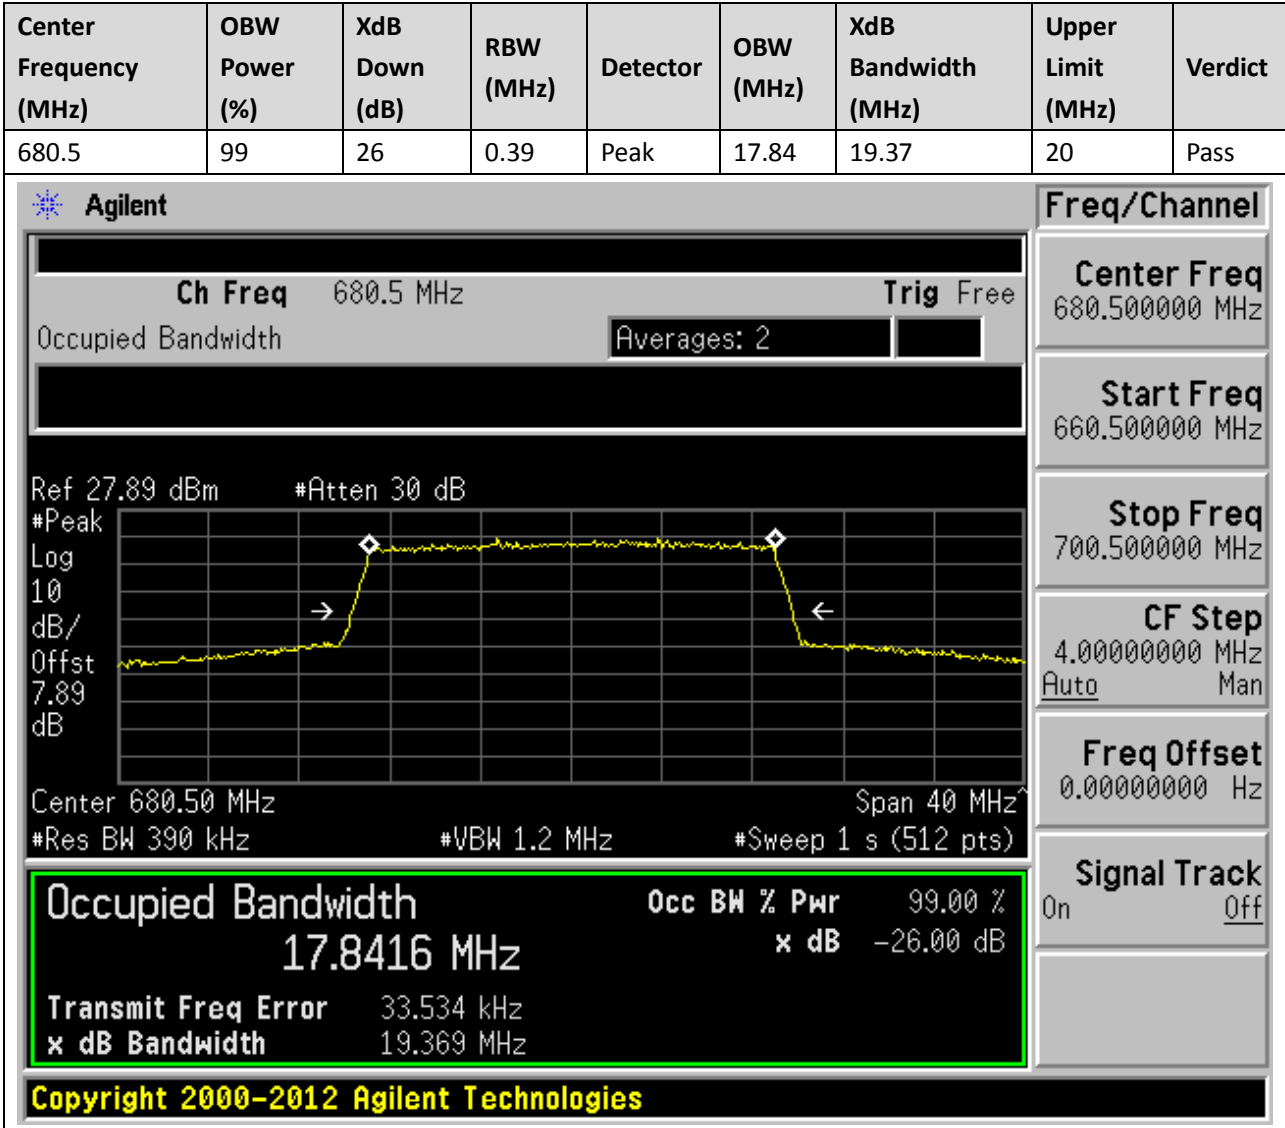 Center Frequency (MHz) OBW Power (%) XdB Down (dB) RBW (MHz) Detector OBW (MHz) XdB Bandwidth (MHz) Upper Limit (MHz) Verdict
680.5 99 26 0.39 Peak 17.84 19.37 20 Pass
Agilent
Freq/Channel
Ch Freq 680.5 MHz Trig Free
Occupied Bandwidth Averages: 2
Center Freq
680.500000 MHz
Start Freq
660.500000 MHz
Stop Freq
700.500000 MHz
CF Step
4.00000000 MHz
Auto Man
Freq Offset
0.00000000 Hz
Signal Track
On Off
Ref 27.89 dBm #Atten 30 dB
#Peak
Log
10
dB/
Offst
7.89
dB
Center 680.50 MHz Span 40 MHz^
#Res BW 390 kHz #VBW 1.2 MHz #Sweep 1 s (512 pts)
Occupied Bandwidth Occ BW % Pwr 99.00 %
17.8416 MHz x dB -26.00 dB
Transmit Freq Error 33.534 kHz
x dB Bandwidth 19.369 MHz
Copyright 2000-2012 Agilent Technologies